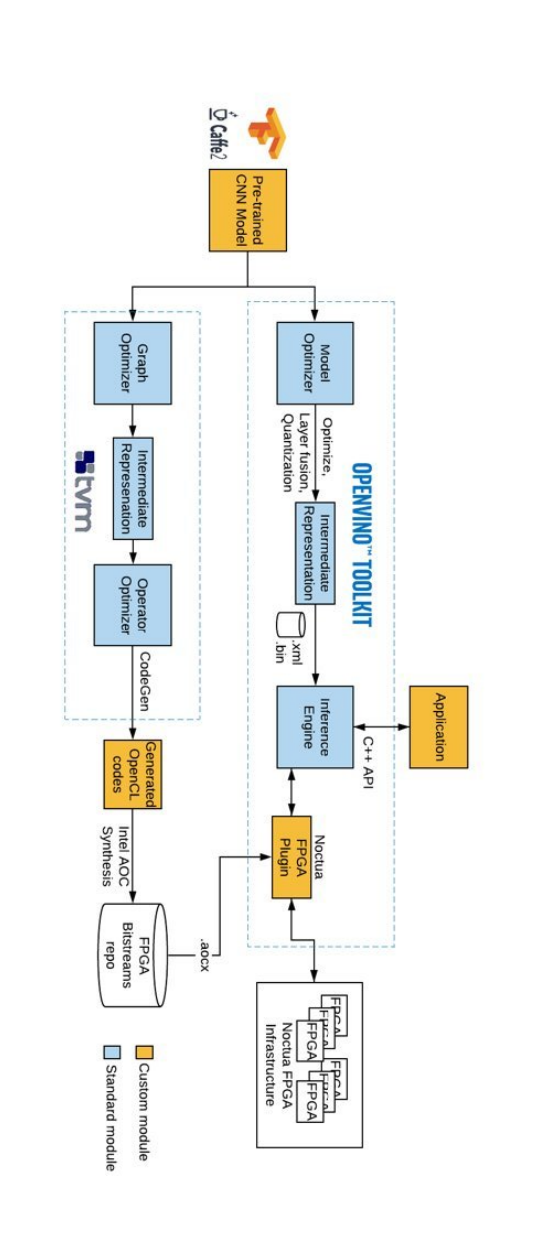 Caffe2
Pre-trained
CNN Model
OPENVINO™ TOOLKIT
Model
Optimizer
Optimize,
Layer fusion,
Quantization
Intermediate
Representation
.xml
.bin
Inference
Engine
Application
C++ API
Noctua
FPGA
Plugin
FPGA
FPGA
FPGA
FPGA
FPGA
FPGA
Noctua FPGA
Infrastructure
Graph
Optimizer
Intermediate
Represenation
tvm
Operator
Optimizer
CodeGen
Generated
OpenCL
codes
Intel AOC
Synthesis
FPGA
Bitstreams
repo
.aocx
Custom module
Standard module